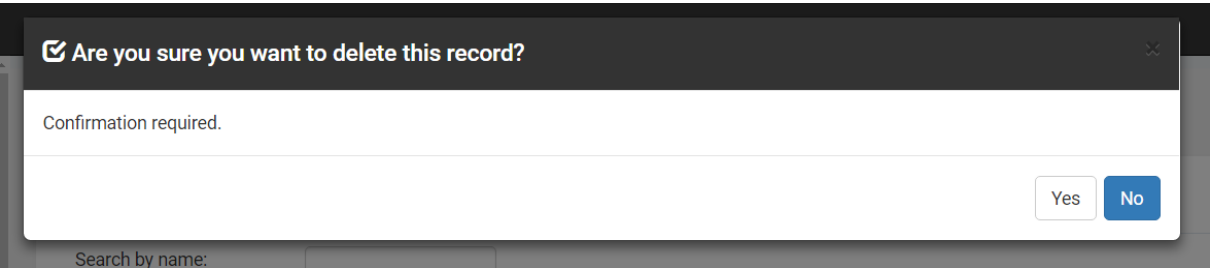 Are you sure you want to delete this record?
×
Confirmation required.
Yes No
Search by name: